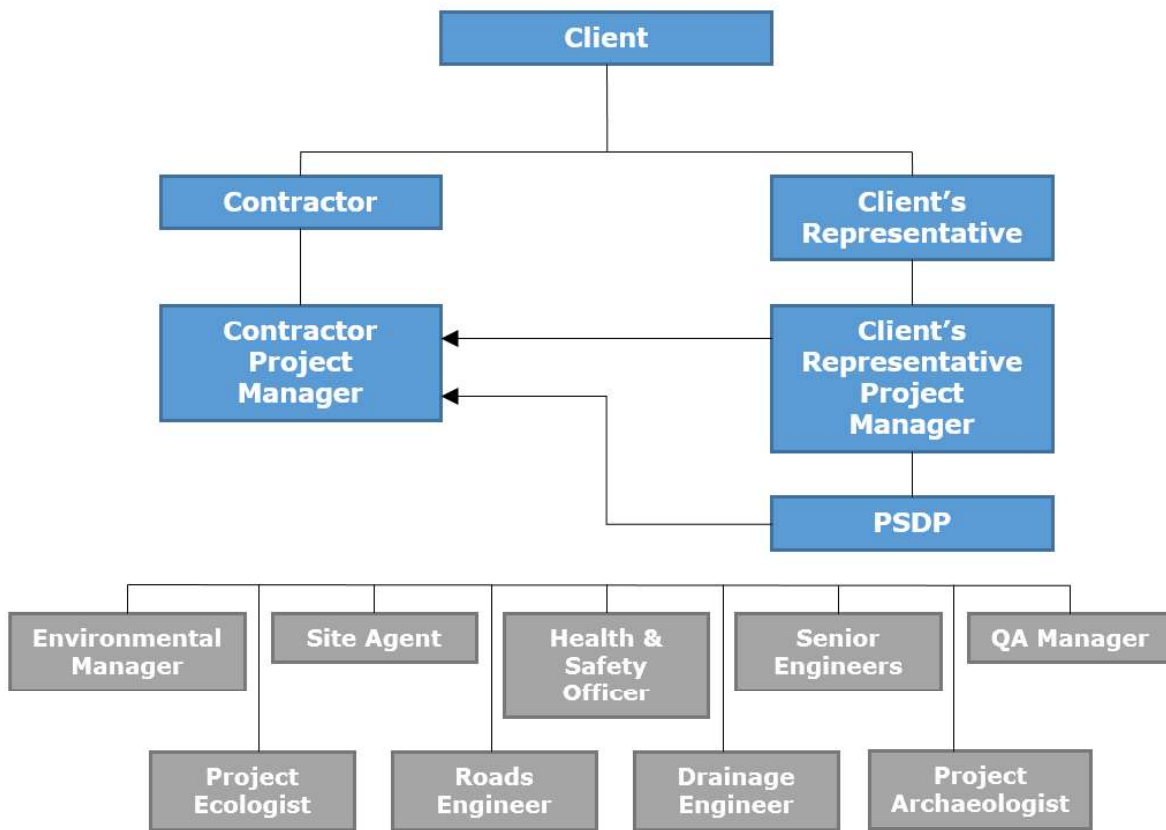 Client
Contractor
Client’s
Representative
Contractor
Project
Manager
Client’s
Representative
Project
Manager
PSDP
Environmental
Manager
Site Agent
Health &
Safety
Officer
Senior
Engineers
QA Manager
Project
Ecologist
Roads
Engineer
Drainage
Engineer
Project
Archaeologist